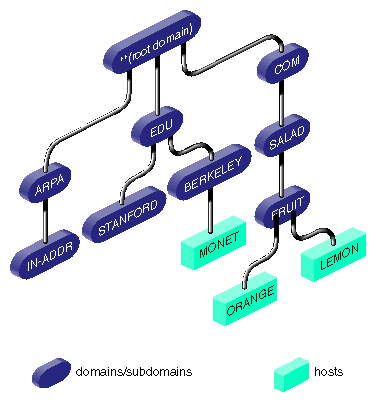 "(root domain)
COM
EDU
SALAD
ARPA
BERKELEY
STANFORD
FRUIT
IN-ADDR
MONET
LEMON
ORANGE
domains/subdomains
hosts